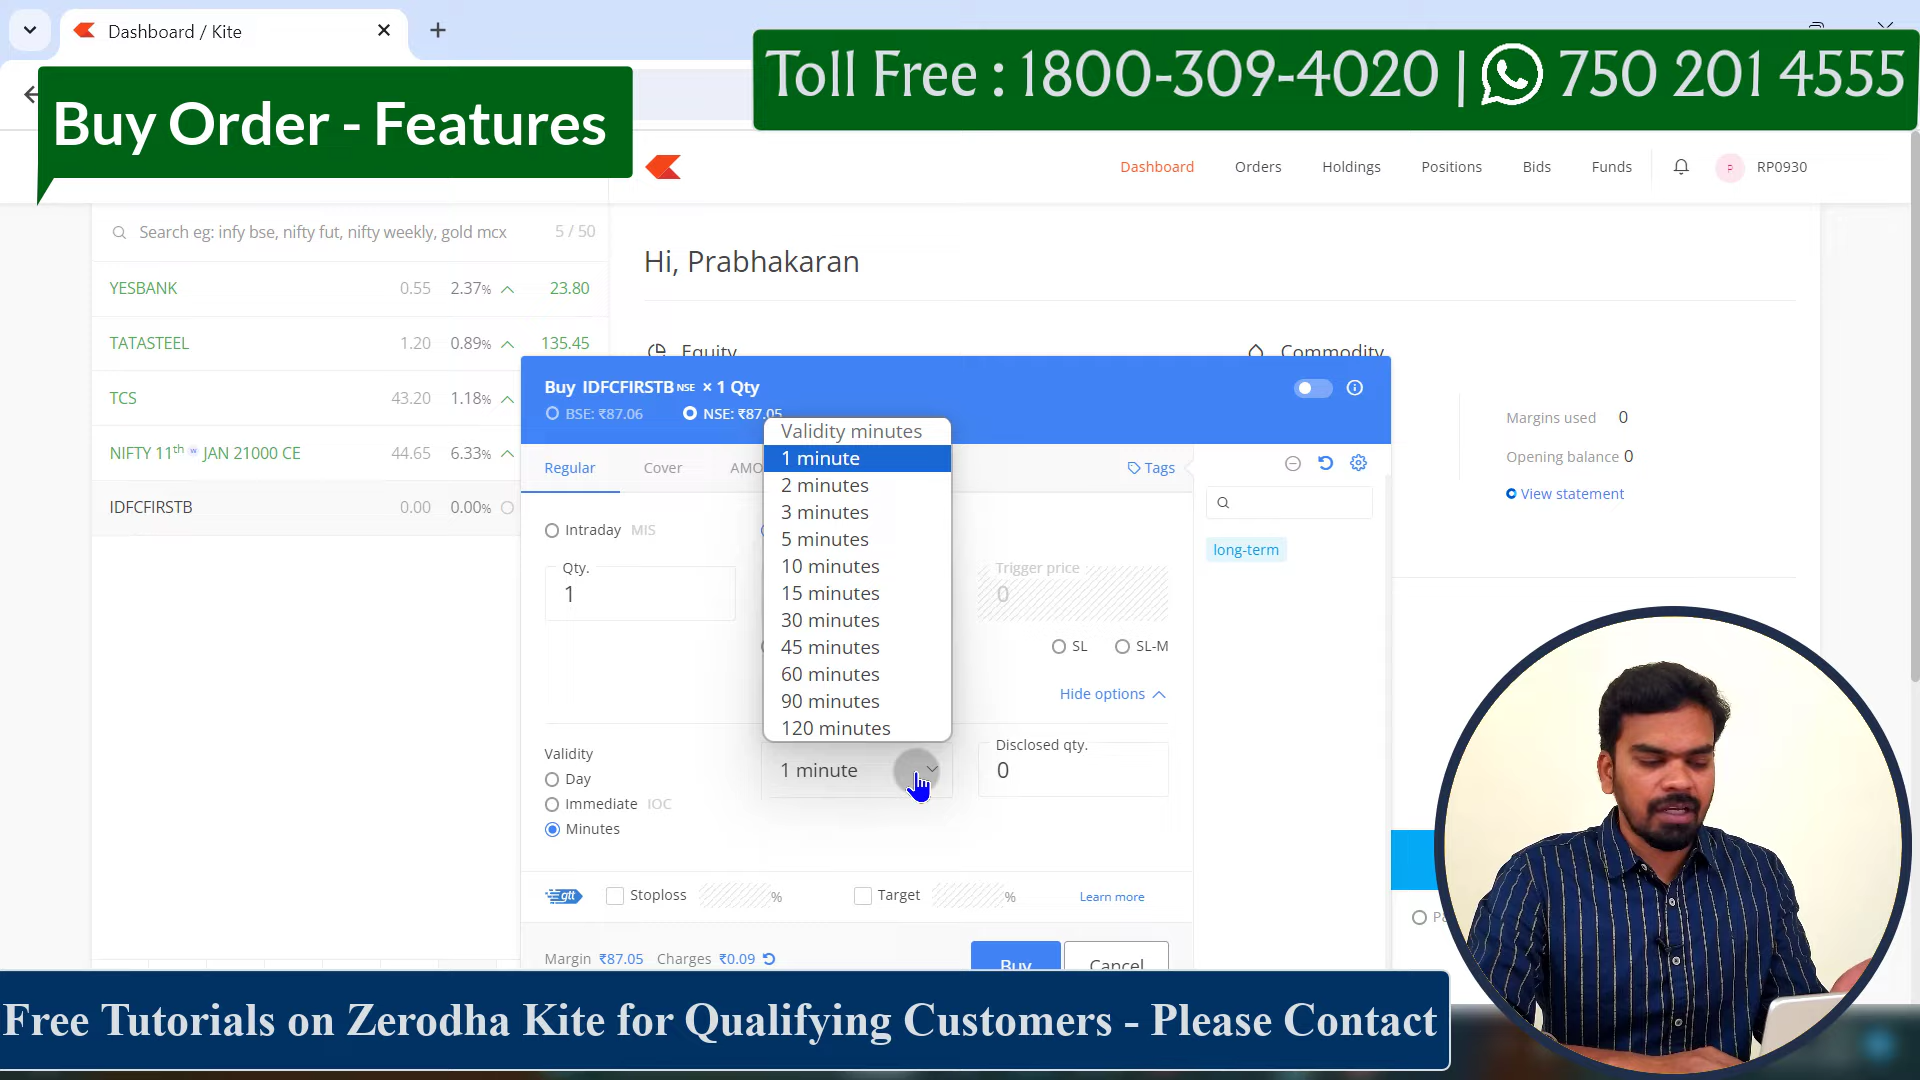 Dashboard / Kite
Toll Free : 1800-309-4020 | 750 201 4555
Buy Order - Features
Dashboard Orders Holdings Positions Bids Funds P RP0930
Search eg: infy bse, nifty fut, nifty weekly, gold mcx 5 / 50
Hi, Prabhakaran
YESBANK 0.55 2.37% 23.80
TATASTEEL 1.20 0.89% 135.45
TCS 43.20 1.18%
NIFTY 11th w JAN 21000 CE 44.65 6.33%
IDFCFIRSTB 0.00 0.00%
Equity Commodity
Margins used 0
Opening balance 0
View statement
Buy IDFCFIRSTB NSE × 1 Qty
BSE: ₹87.06 NSE: ₹87.05
Regular Cover AMO Tags
Intraday MIS
Qty.
1
Trigger price
0
SL SL-M
Hide options
long-term
Validity minutes
1 minute
2 minutes
3 minutes
5 minutes
10 minutes
15 minutes
30 minutes
45 minutes
60 minutes
90 minutes
120 minutes
Validity
Day
Immediate IOC
Minutes
1 minute
Disclosed qty.
0
gtt Stoploss % Target % Learn more
Margin ₹87.05 Charges ₹0.09
Buy Cancel
Free Tutorials on Zerodha Kite for Qualifying Customers - Please Contact